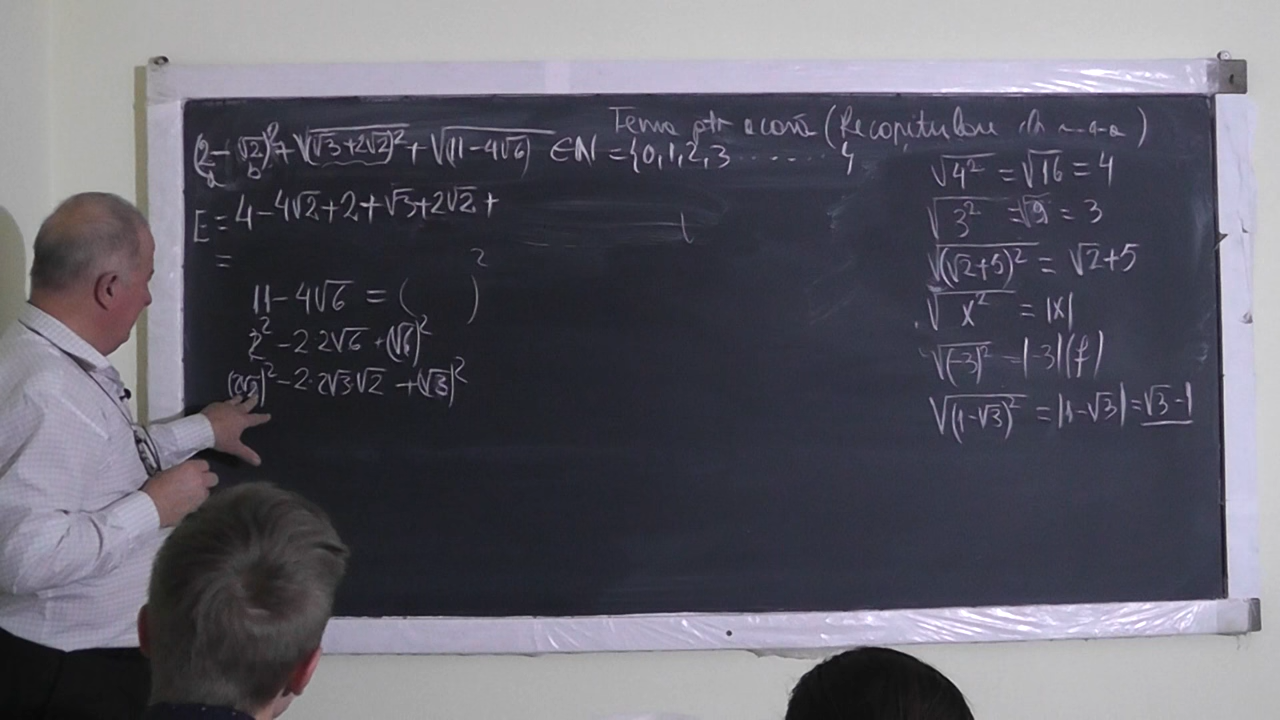 Tema ptr acasă (Recapitulare
(2-√2)²+√(√3+2√2)²+√(11-4√6) ∈ N = {0,1,2,3.......}
a b
E = 4-4√2+2+√3+2√2+
=
11-4√6 = ( )²
2²-2·2√6+(√6)²
(2√2)²-2·2√3√2+(√3)²
√4² = √16 = 4
√3² = √9 = 3
√(√2+5)² = √2+5
√x² = |x|
√(-3)² = |-3|(f)
√(1-√3)² = |1-√3| = √3-1